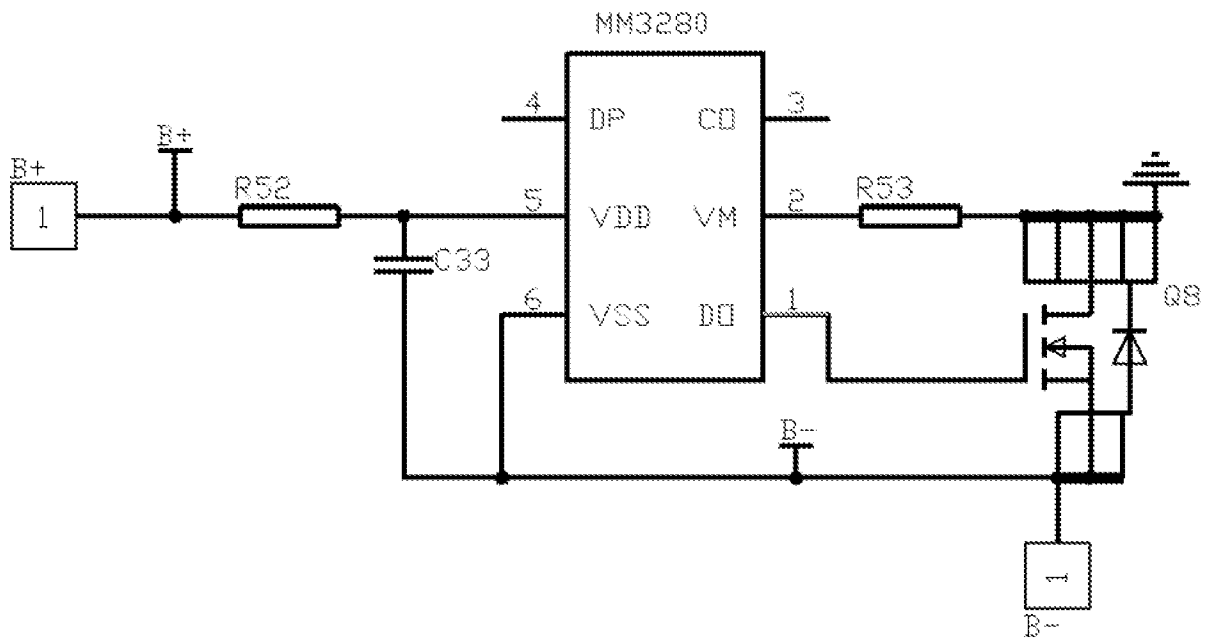 MM3280
4 DP CO 3
B+
B+
1
R52
5 VDD VM 2
R53
C33
6 VSS DO 1
Q8
B-
1
B-